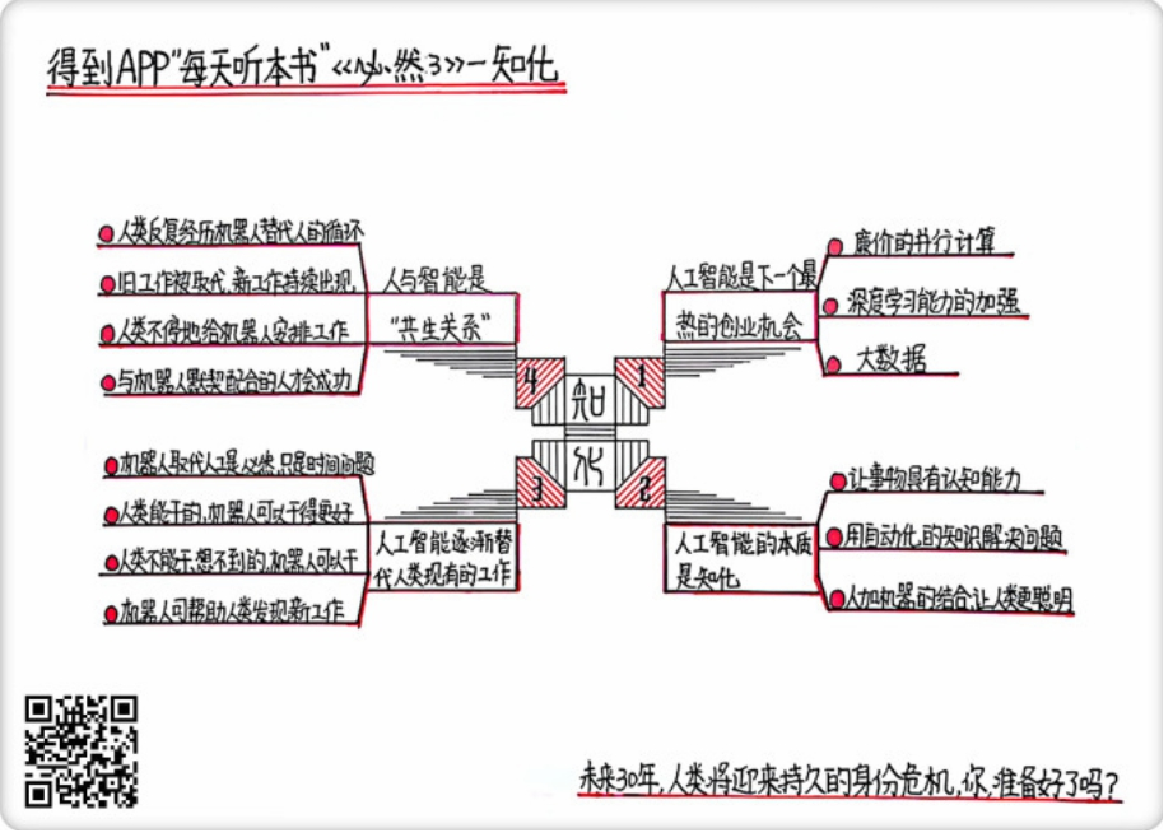 得到APP"每天听本书"<<必然3>>一知化
知
化
1
人工智能是下一个最
热的创业机会
廉价的并行计算
深度学习能力的加强
大数据
2
人工智能的本质
是知化
让事物具有认知能力
用自动化的知识解决问题
人加机器的结合让人类更聪明
3
人工智能逐渐替
代人类现有的工作
机器人取代人工是必然,只是时间问题
人类能干的,机器人可以干得更好
人类不能干、想不到的,机器人可以干
机器人可帮助人类发现新工作
4
人与智能是
"共生关系"
人类反复经历机器人替代人的循环
旧工作被取代,新工作持续出现
人类不停地给机器人安排工作
与机器人默契配合的人才会成功
未来30年,人类将迎来持久的身份危机,你,准备好了吗?